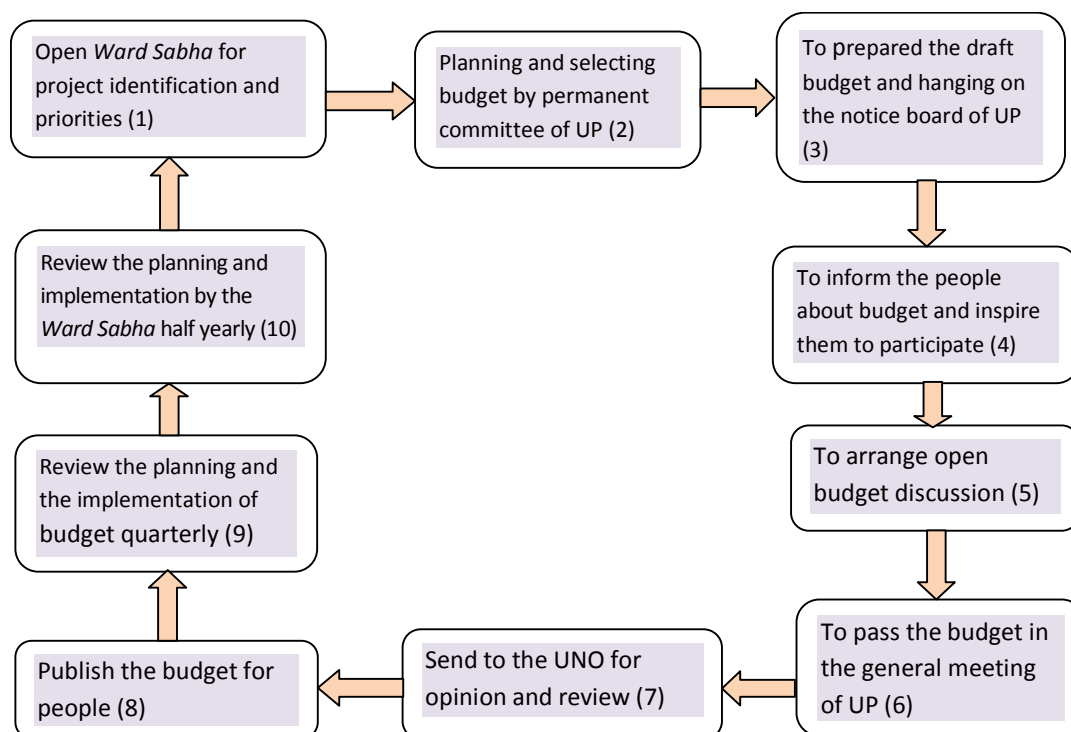 Open Ward Sabha for
project identification and
priorities (1)
Planning and selecting
budget by permanent
committee of UP (2)
To prepared the draft
budget and hanging on
the notice board of UP
(3)
To inform the people
about budget and inspire
them to participate (4)
To arrange open
budget discussion (5)
To pass the budget in
the general meeting
of UP (6)
Send to the UNO for
opinion and review (7)
Publish the budget for
people (8)
Review the planning and
the implementation of
budget quarterly (9)
Review the planning and
implementation by the
Ward Sabha half yearly (10)